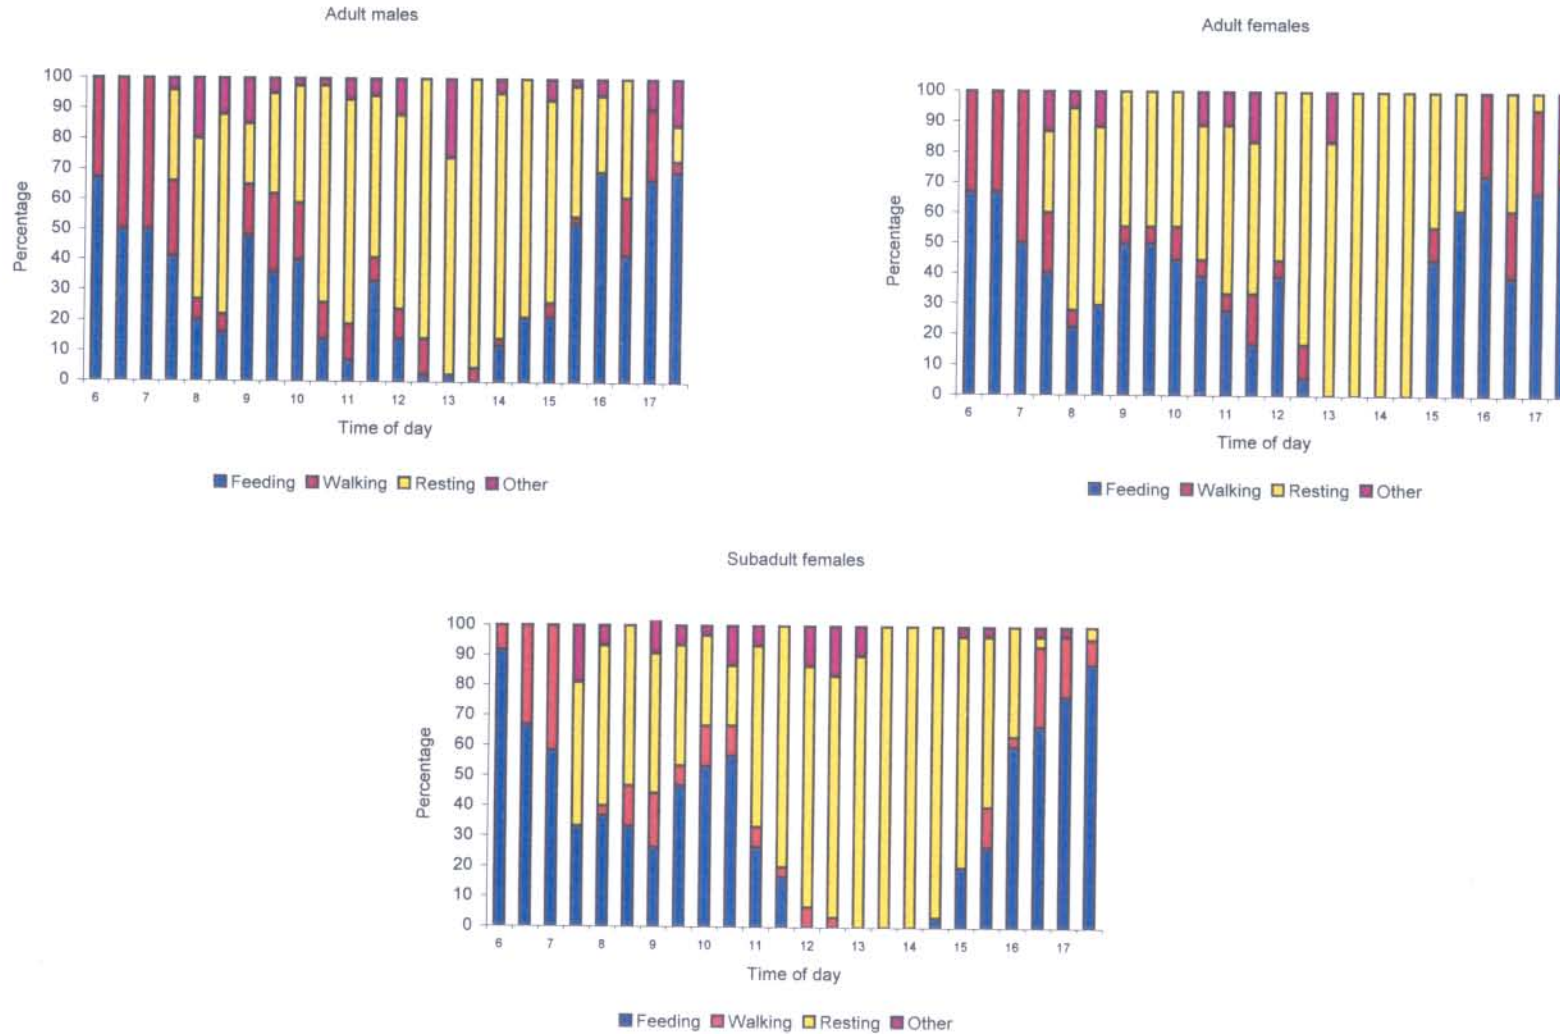 Adult males
100
90
80
70
60
50
40
30
20
10
0
Percentage
6 7 8 9 10 11 12 13 14 15 16 17
Time of day
Feeding Walking Resting Other
Adult females
100
90
80
70
60
50
40
30
20
10
0
Percentage
6 7 8 9 10 11 12 13 14 15 16 17
Time of day
Feeding Walking Resting Other
Subadult females
100
90
80
70
60
50
40
30
20
10
0
Percentage
6 7 8 9 10 11 12 13 14 15 16 17
Time of day
Feeding Walking Resting Other